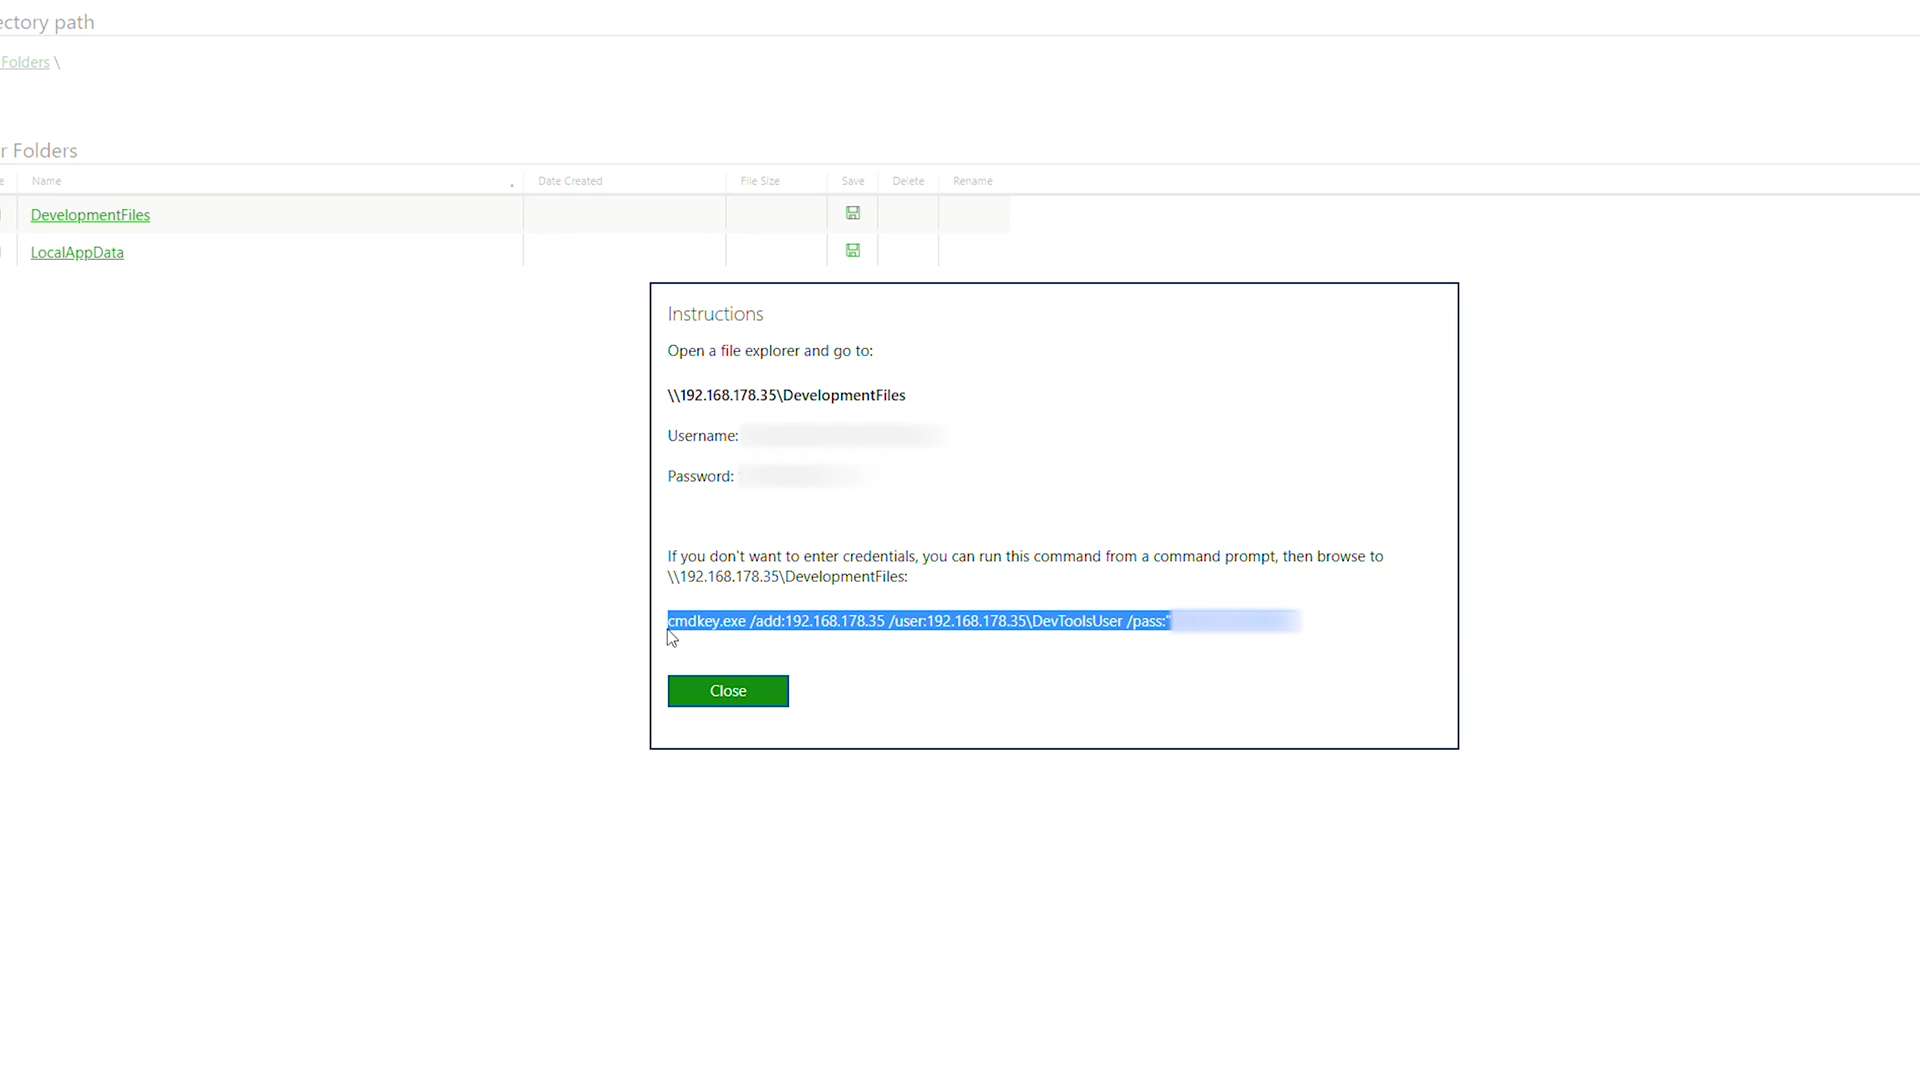 ectory path
Folders \
r Folders
e Name Date Created File Size Save Delete Rename
DevelopmentFiles
LocalAppData
Instructions
Open a file explorer and go to:
\\192.168.178.35\DevelopmentFiles
Username:
Password:
If you don't want to enter credentials, you can run this command from a command prompt, then browse to
\\192.168.178.35\DevelopmentFiles:
cmdkey.exe /add:192.168.178.35 /user:192.168.178.35\DevToolsUser /pass:"
Close